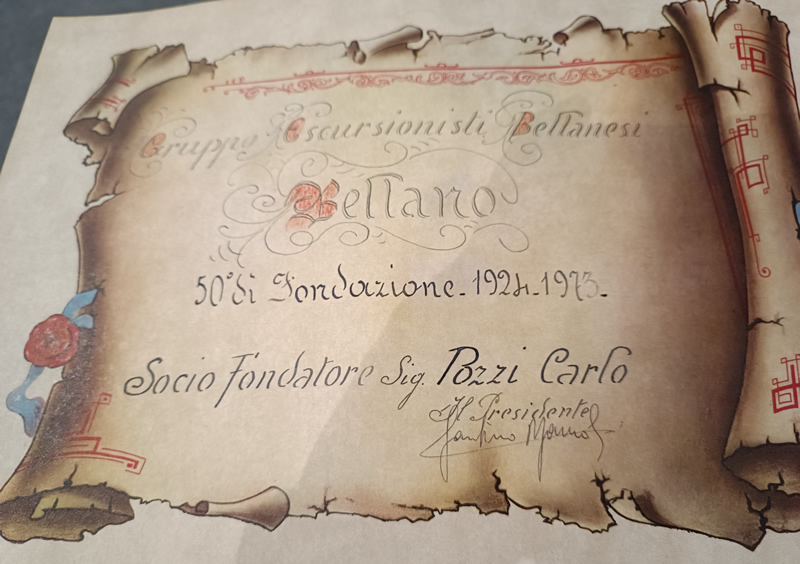 Gruppo Escursionisti Bellanesi
Bellano
50° di Fondazione - 1924 - 1973 -
Socio Fondatore Sig. Pozzi Carlo
Il Presidente